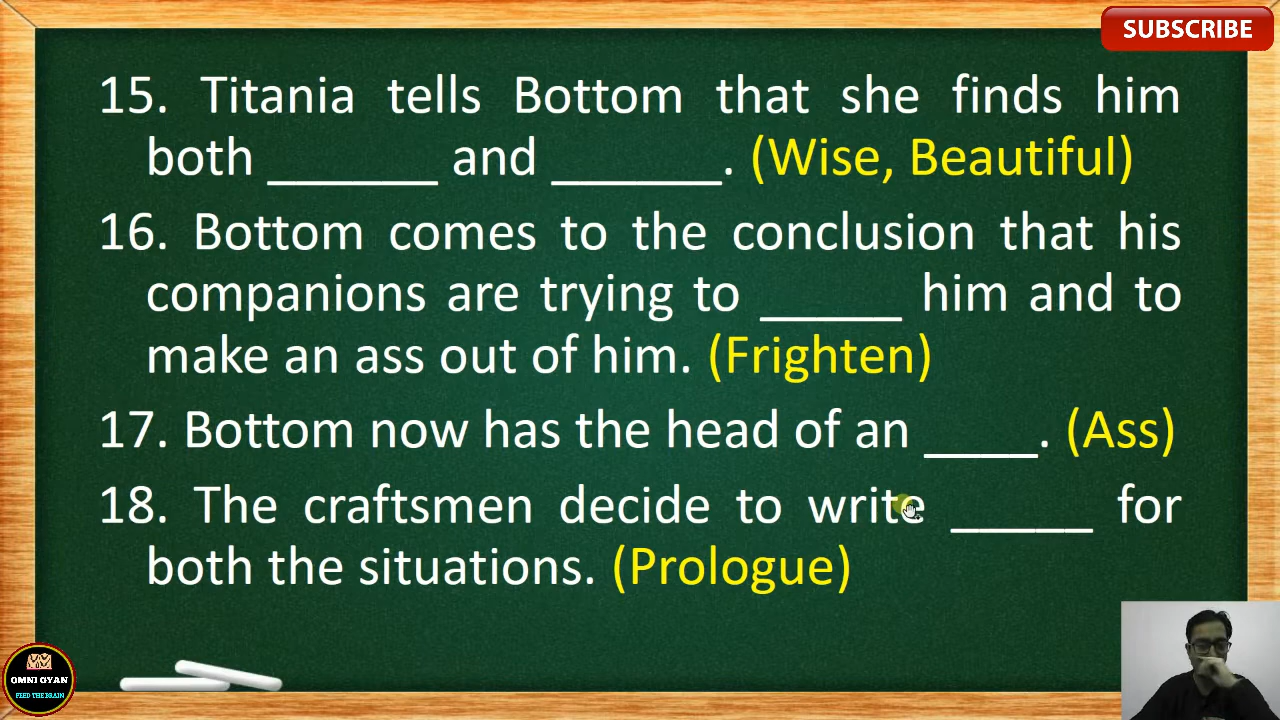 SUBSCRIBE
15. Titania tells Bottom that she finds him
both ______ and ______. (Wise, Beautiful)
16. Bottom comes to the conclusion that his
companions are trying to _____ him and to
make an ass out of him. (Frighten)
17. Bottom now has the head of an ____. (Ass)
18. The craftsmen decide to write _____ for
both the situations. (Prologue)
OMNI GYAN
FEED THE BRAIN